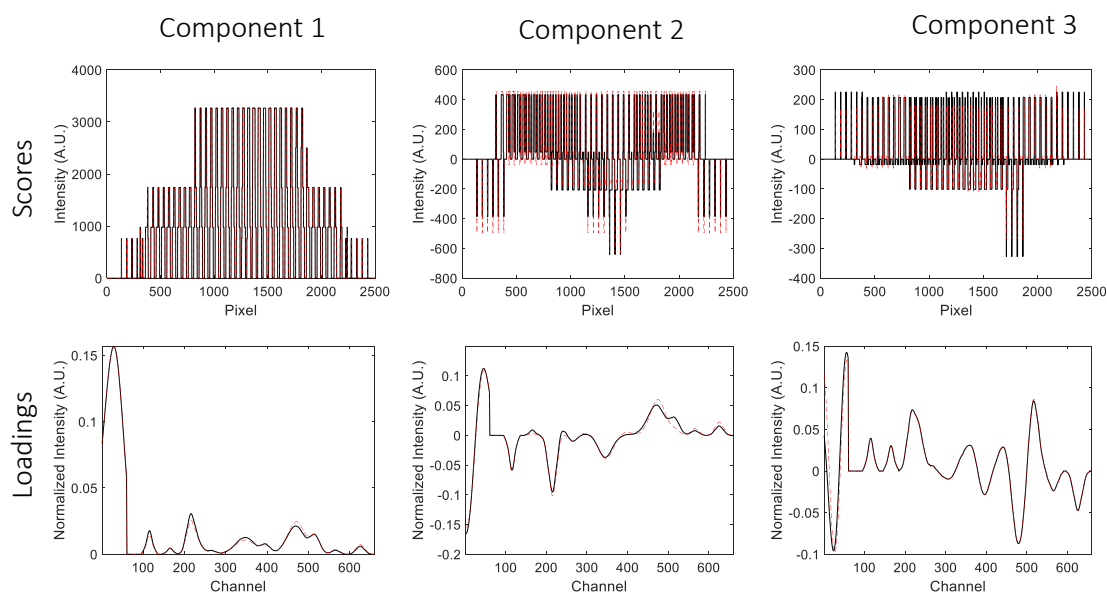 Component 1
Component 2
Component 3
Scores
Intensity (A.U.)
4000
3000
2000
1000
0
0 500 1000 1500 2000 2500
Pixel
Intensity (A.U.)
600
400
200
0
-200
-400
-600
-800
0 500 1000 1500 2000 2500
Pixel
Intensity (A.U.)
300
200
100
0
-100
-200
-300
-400
0 500 1000 1500 2000 2500
Pixel
Loadings
Normalized Intensity (A.U.)
0.15
0.1
0.05
0
100 200 300 400 500 600
Channel
Normalized Intensity (A.U.)
0.15
0.1
0.05
0
-0.05
-0.1
-0.15
-0.2
100 200 300 400 500 600
Channel
Normalized Intensity (A.U.)
0.15
0.1
0.05
0
-0.05
-0.1
100 200 300 400 500 600
Channel